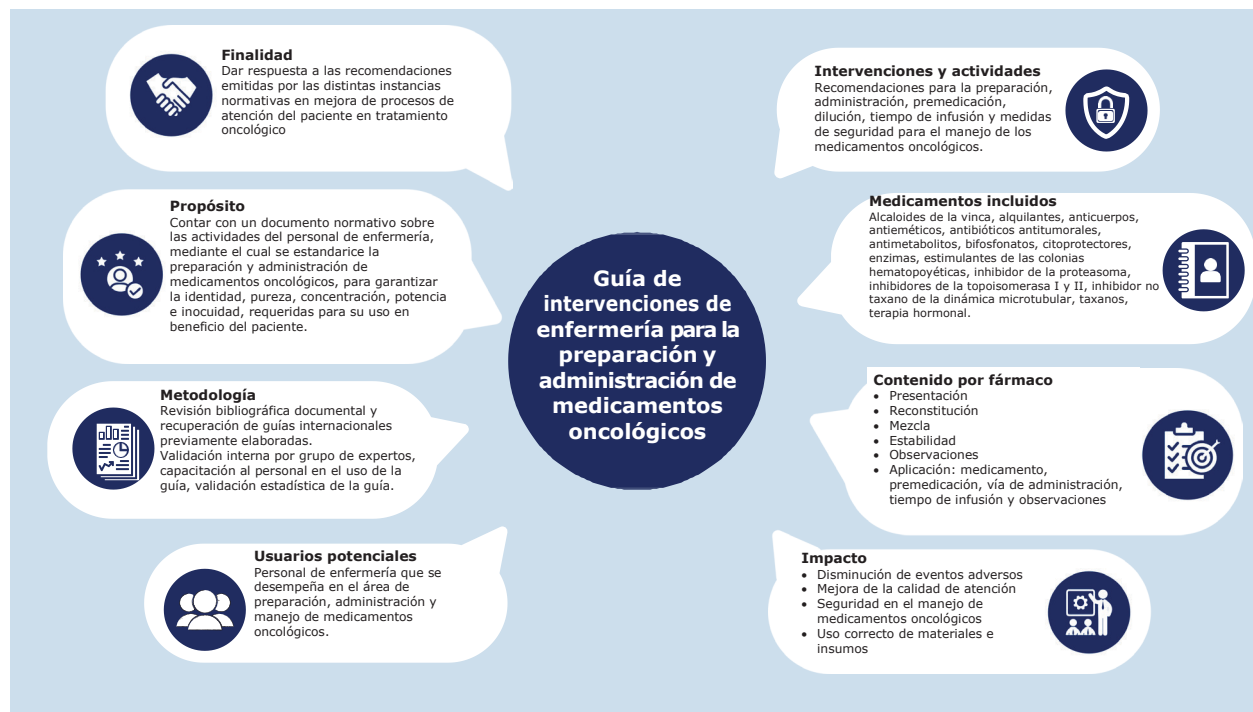 Finalidad
Dar respuesta a las recomendaciones
emitidas por las distintas instancias
normativas en mejora de procesos de
atención del paciente en tratamiento
oncológico
Propósito
Contar con un documento normativo sobre
las actividades del personal de enfermería,
mediante el cual se estandarice la
preparación y administración de
medicamentos oncológicos, para garantizar
la identidad, pureza, concentración, potencia
e inocuidad, requeridas para su uso en
beneficio del paciente.
Metodología
Revisión bibliográfica documental y
recuperación de guías internacionales
previamente elaboradas.
Validación interna por grupo de expertos,
capacitación al personal en el uso de la
guía, validación estadística de la guía.
Usuarios potenciales
Personal de enfermería que se
desempeña en el área de
preparación, administración y
manejo de medicamentos
oncológicos.
Guía de
intervenciones de
enfermería para la
preparación y
administración de
medicamentos
oncológicos
Intervenciones y actividades
Recomendaciones para la preparación,
administración, premedicación,
dilución, tiempo de infusión y medidas
de seguridad para el manejo de los
medicamentos oncológicos.
Medicamentos incluidos
Alcaloides de la vinca, alquilantes, anticuerpos,
antieméticos, antibióticos antitumorales,
antimetabolitos, bifosfonatos, citoprotectores,
enzimas, estimulantes de las colonias
hematopoyéticas, inhibidor de la proteasoma,
inhibidores de la topoisomerasa I y II, inhibidor no
taxano de la dinámica microtubular, taxanos,
terapia hormonal.
Contenido por fármaco
• Presentación
• Reconstitución
• Mezcla
• Estabilidad
• Observaciones
• Aplicación: medicamento,
premedicación, vía de administración,
tiempo de infusión y observaciones
Impacto
• Disminución de eventos adversos
• Mejora de la calidad de atención
• Seguridad en el manejo de
medicamentos oncológicos
• Uso correcto de materiales e
insumos